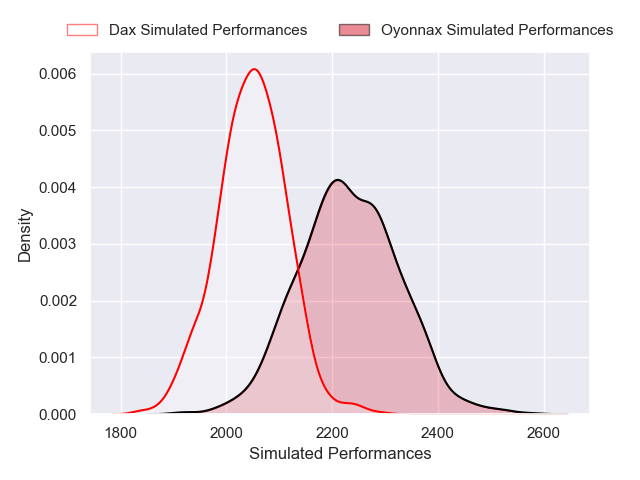 Dax Simulated Performances
Oyonnax Simulated Performances
0.006
0.005
0.004
0.003
0.002
0.001
0.000
Density
1800 2000 2200 2400 2600
Simulated Performances